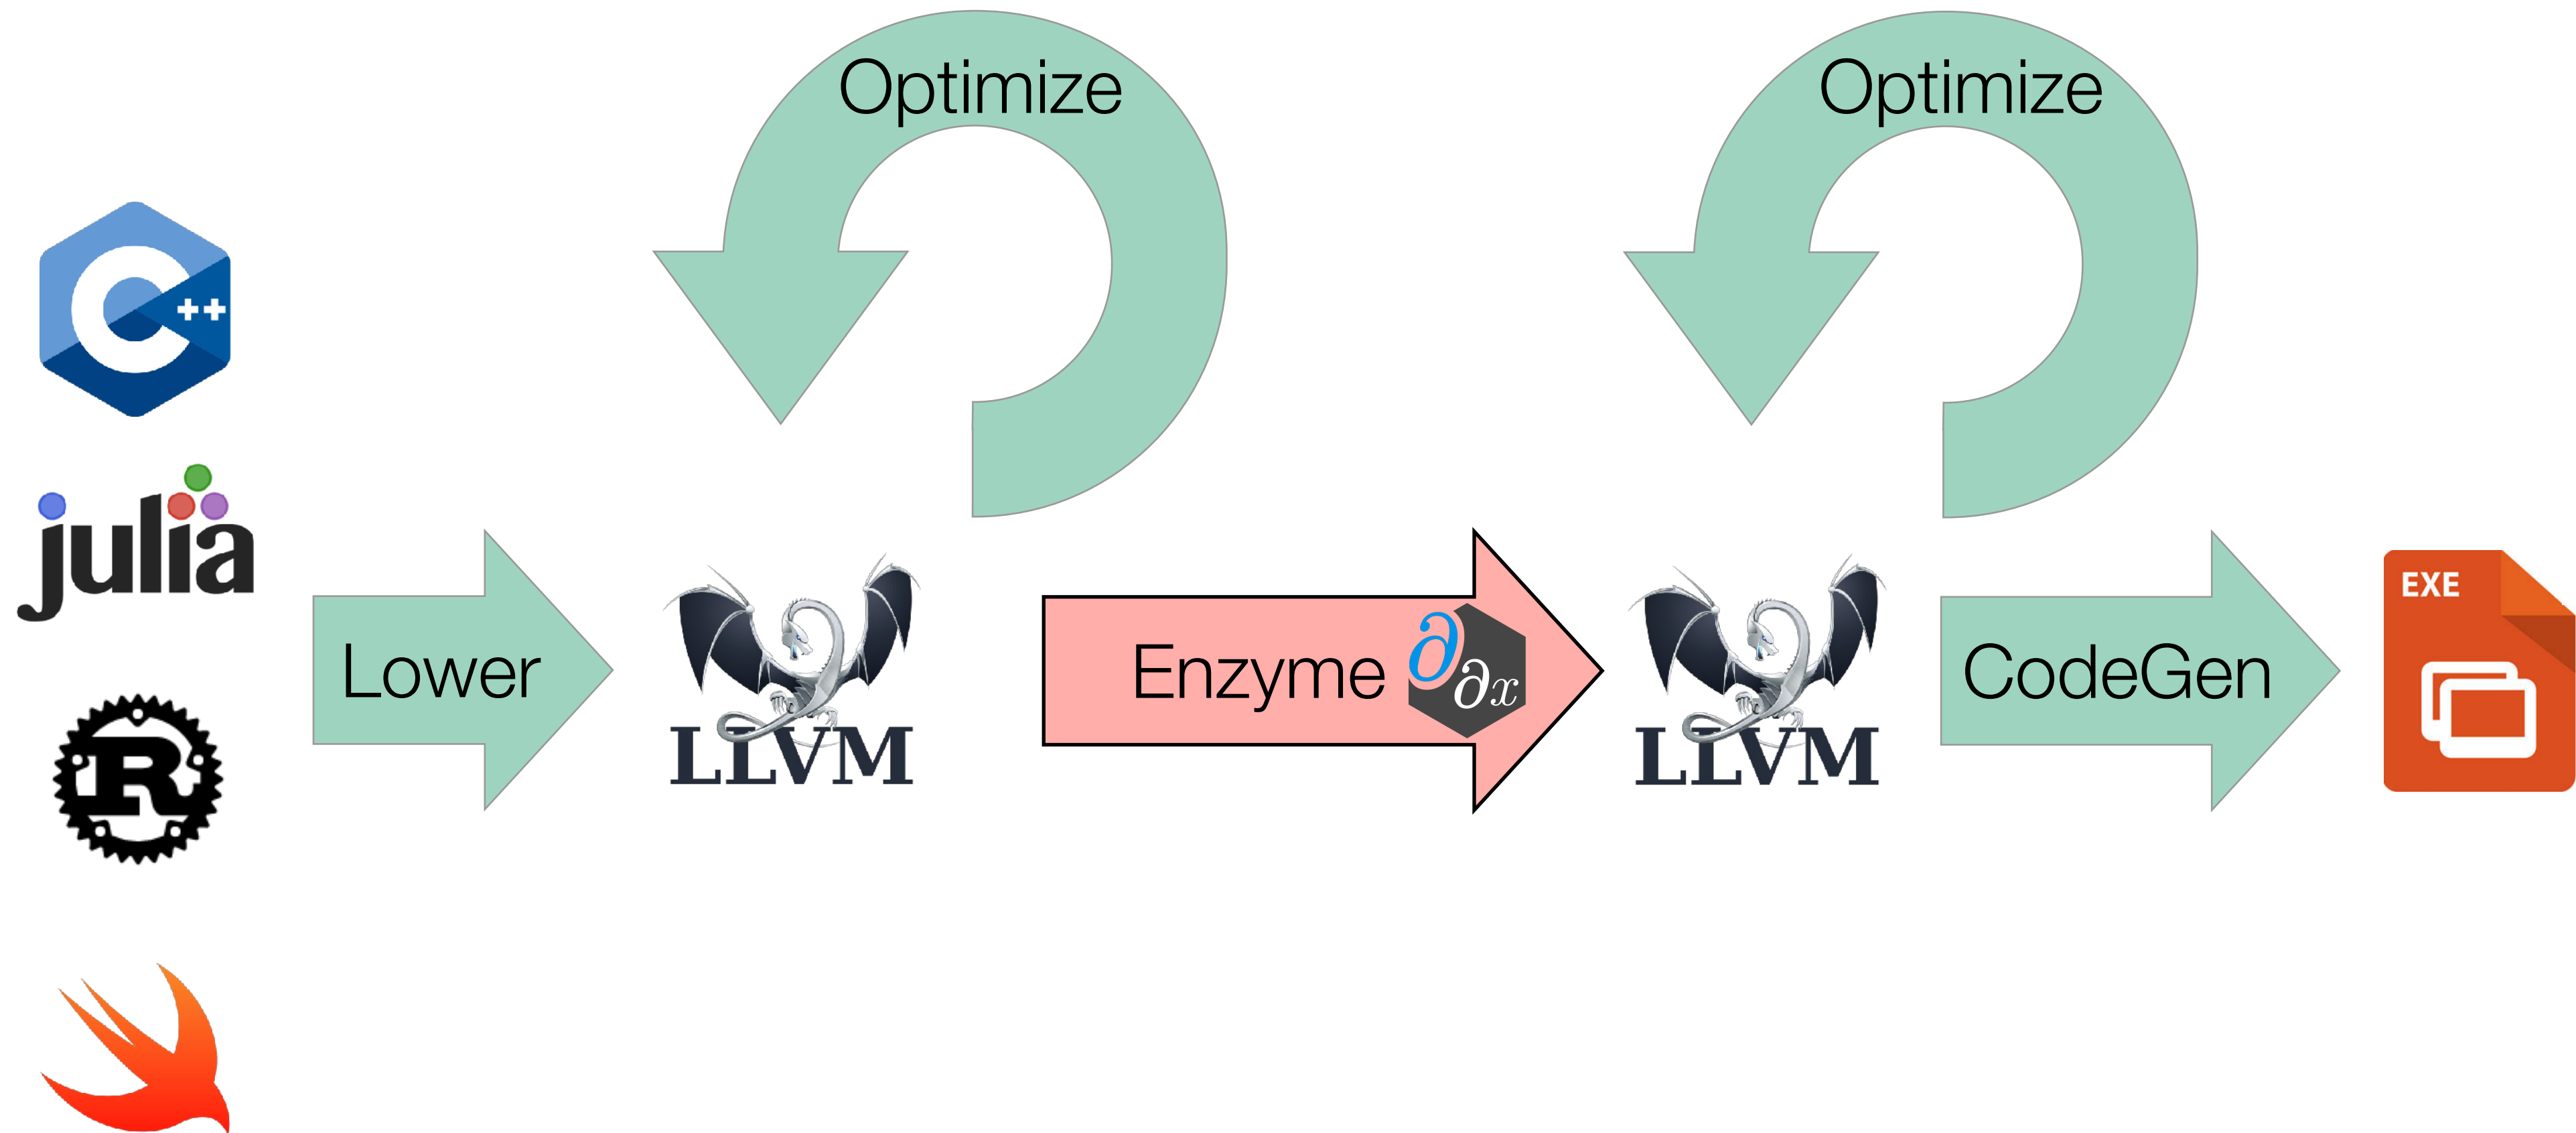 Optimize
Optimize
C++
julia
R
Lower
LLVM
Enzyme ∂ ∂x
LLVM
CodeGen
EXE